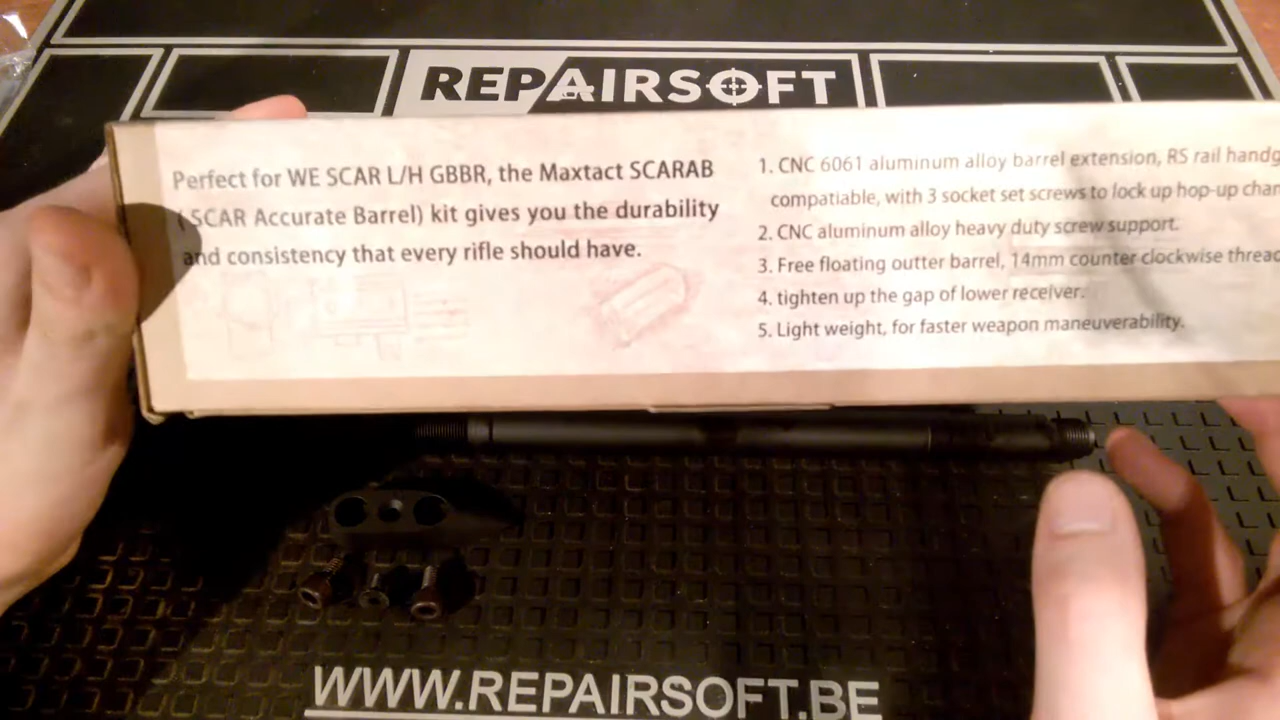 REPAIRSOFT
Perfect for WE SCAR L/H GBBR, the Maxtact SCARAB
( SCAR Accurate Barrel) kit gives you the durability
and consistency that every rifle should have.
1. CNC 6061 aluminum alloy barrel extension, RS rail handg
compatiable, with 3 socket set screws to lock up hop-up cham
2. CNC aluminum alloy heavy duty screw support.
3. Free floating outter barrel, 14mm counter clockwise thread
4. tighten up the gap of lower receiver.
5. Light weight, for faster weapon maneuverability.
WWW.REPAIRSOFT.BE